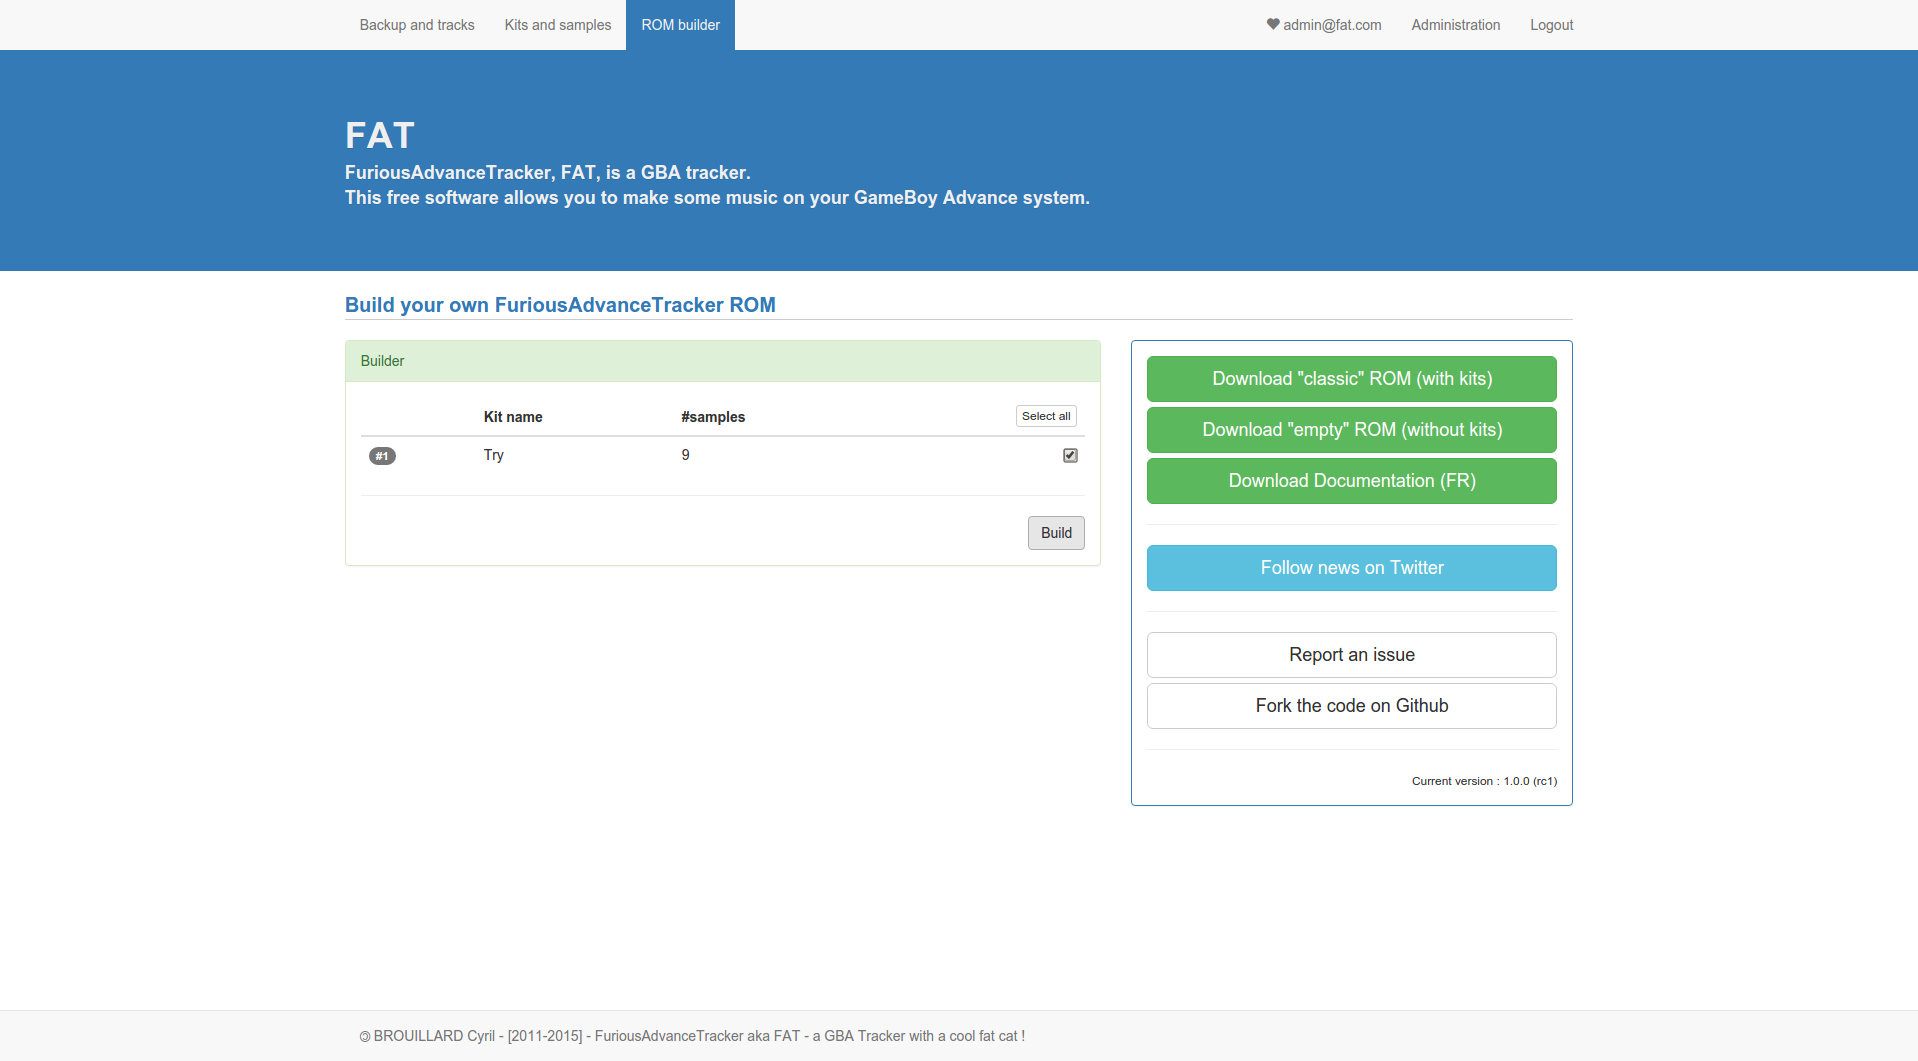 Backup and tracks
Kits and samples
ROM builder
admin@fat.com
Administration
Logout
FAT
FuriousAdvanceTracker, FAT, is a GBA tracker.
This free software allows you to make some music on your GameBoy Advance system.
Build your own FuriousAdvanceTracker ROM
Builder
Kit name #samples Select all
#1 Try 9
Build
Download "classic" ROM (with kits)
Download "empty" ROM (without kits)
Download Documentation (FR)
Follow news on Twitter
Report an issue
Fork the code on Github
Current version : 1.0.0 (rc1)
@ BROUILLARD Cyril - [2011-2015] - FuriousAdvanceTracker aka FAT - a GBA Tracker with a cool fat cat !